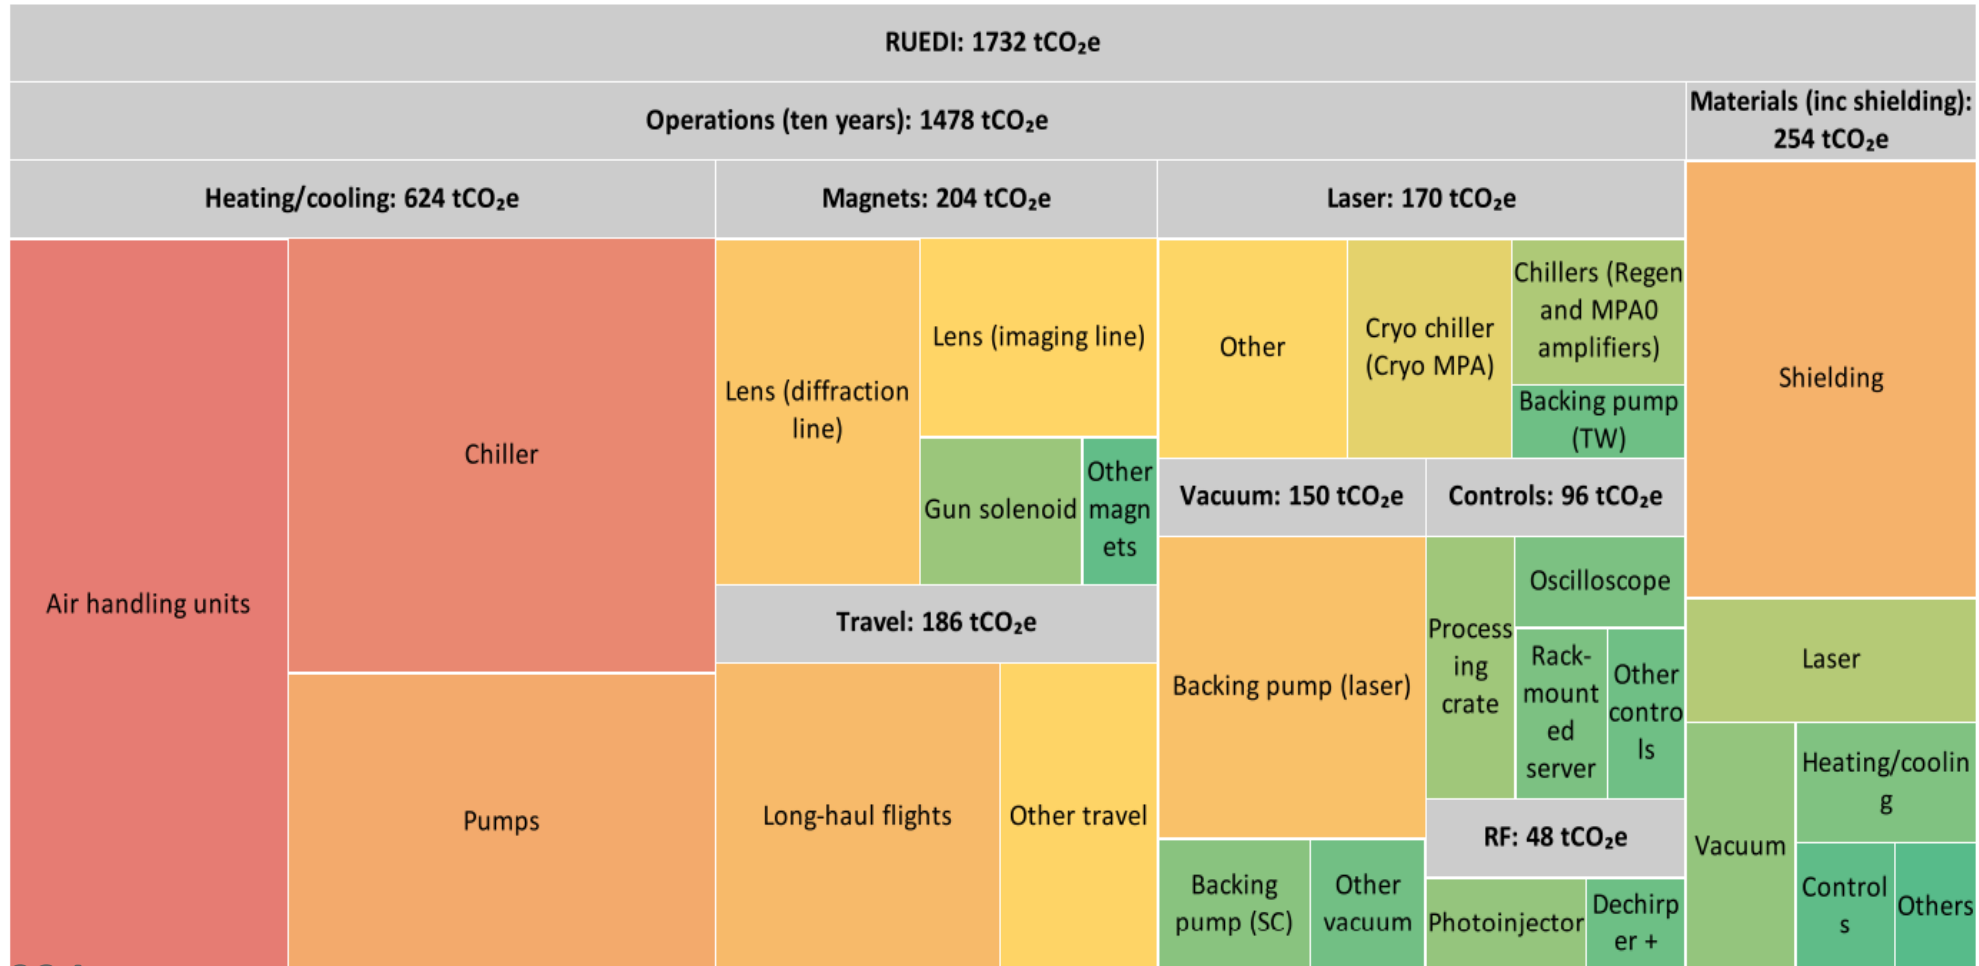 RUEDI: 1732 tCO₂e
Operations (ten years): 1478 tCO₂e
Materials (inc shielding):
254 tCO₂e
Heating/cooling: 624 tCO₂e
Magnets: 204 tCO₂e
Laser: 170 tCO₂e
Air handling units
Chiller
Pumps
Lens (diffraction
line)
Lens (imaging line)
Gun solenoid
Other
magn
ets
Travel: 186 tCO₂e
Long-haul flights
Other travel
Other
Cryo chiller
(Cryo MPA)
Chillers (Regen
and MPA0
amplifiers)
Backing pump
(TW)
Vacuum: 150 tCO₂e
Backing pump (laser)
Backing
pump (SC)
Other
vacuum
Controls: 96 tCO₂e
Process
ing
crate
Oscilloscope
Rack-
mount
ed
server
Other
contro
ls
RF: 48 tCO₂e
Photoinjector
Dechirp
er +
Shielding
Laser
Vacuum
Heating/coolin
g
Control
s
Others